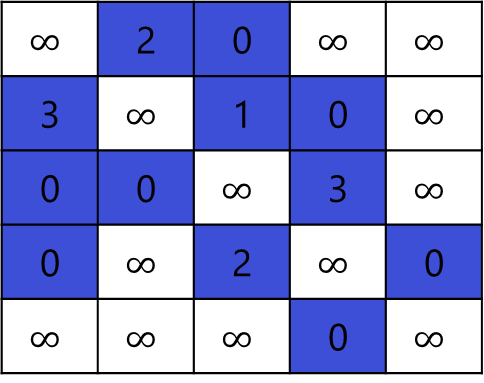 ∞ 2 0 ∞ ∞
3 ∞ 1 0 ∞
0 0 ∞ 3 ∞
0 ∞ 2 ∞ 0
∞ ∞ ∞ 0 ∞